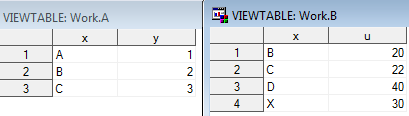 VIEWTABLE: Work.A
x y
1 A 1
2 B 2
3 C 3
VIEWTABLE: Work.B
x u
1 B 20
2 C 22
3 D 40
4 X 30